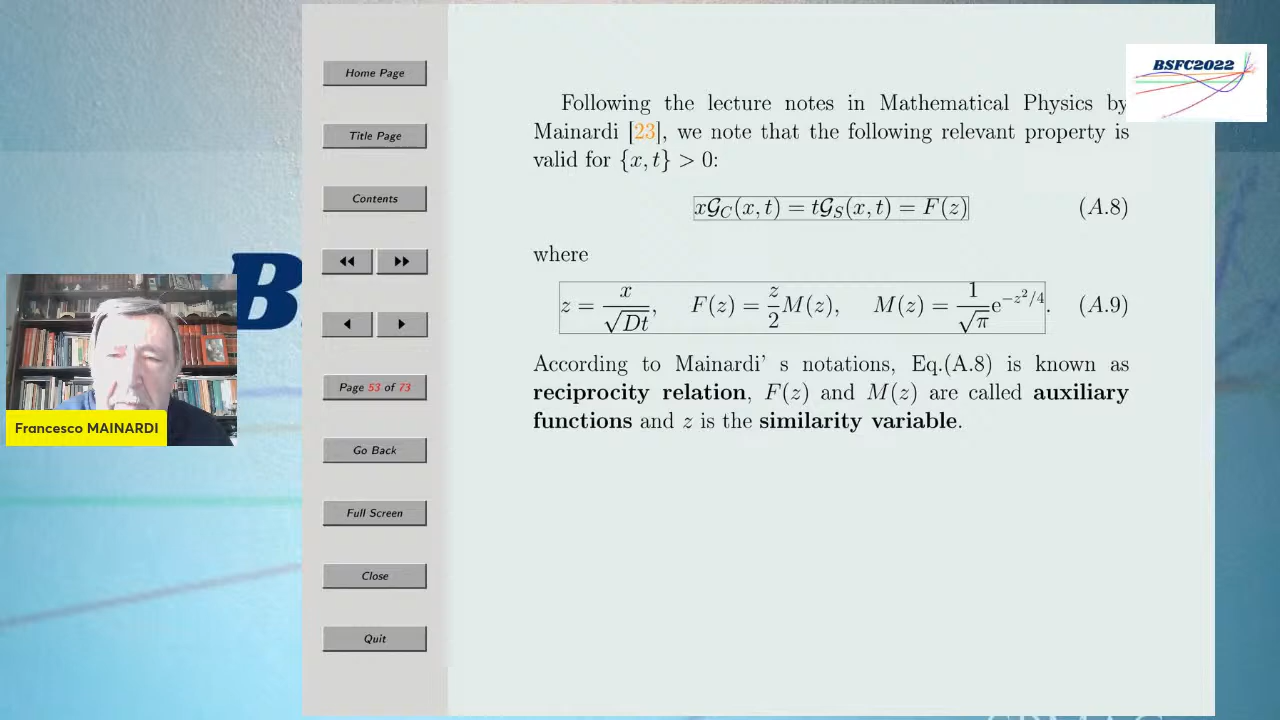 Home Page
Title Page
Contents
Page 53 of 73
Go Back
Full Screen
Close
Quit
BSFC2022
Following the lecture notes in Mathematical Physics by
Mainardi [23], we note that the following relevant property is
valid for {x, t} > 0:
x𝒢_C(x, t) = t𝒢_S(x, t) = F(z) (A.8)
where
z = x/√(Dt), F(z) = z/2 M(z), M(z) = 1/√π e^{−z²/4}. (A.9)
According to Mainardi' s notations, Eq.(A.8) is known as
reciprocity relation, F(z) and M(z) are called auxiliary
functions and z is the similarity variable.
Francesco MAINARDI